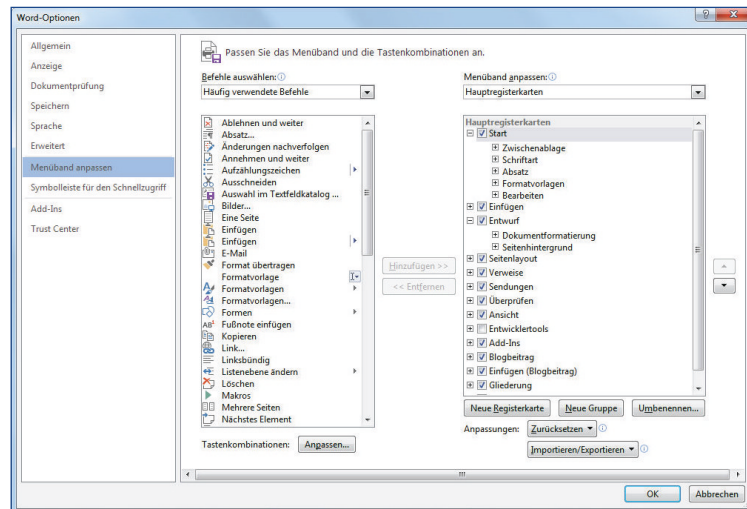 Word-Optionen
Allgemein
Anzeige
Dokumentprüfung
Speichern
Sprache
Erweitert
Menüband anpassen
Symbolleiste für den Schnellzugriff
Add-Ins
Trust Center
Passen Sie das Menüband und die Tastenkombinationen an.
Befehle auswählen:
Häufig verwendete Befehle
Ablehnen und weiter
Absatz...
Änderungen nachverfolgen
Annehmen und weiter
Aufzählungszeichen
Ausschneiden
Auswahl im Textfeldkatalog ...
Bilder...
Eine Seite
Einfügen
Einfügen
E-Mail
Format übertragen
Formatvorlage
Formatvorlagen
Formatvorlagen...
Formen
Fußnote einfügen
Kopieren
Link...
Linksbündig
Listenebene ändern
Löschen
Makros
Mehrere Seiten
Nächstes Element
Tastenkombinationen: Anpassen...
Hinzufügen >>
<< Entfernen
Menüband anpassen:
Hauptregisterkarten
Hauptregisterkarten
Start
Zwischenablage
Schriftart
Absatz
Formatvorlagen
Bearbeiten
Einfügen
Entwurf
Dokumentformatierung
Seitenhintergrund
Seitenlayout
Verweise
Sendungen
Überprüfen
Ansicht
Entwicklertools
Add-Ins
Blogbeitrag
Einfügen (Blogbeitrag)
Gliederung
Neue Registerkarte Neue Gruppe Umbenennen...
Anpassungen: Zurücksetzen
Importieren/Exportieren
OK Abbrechen